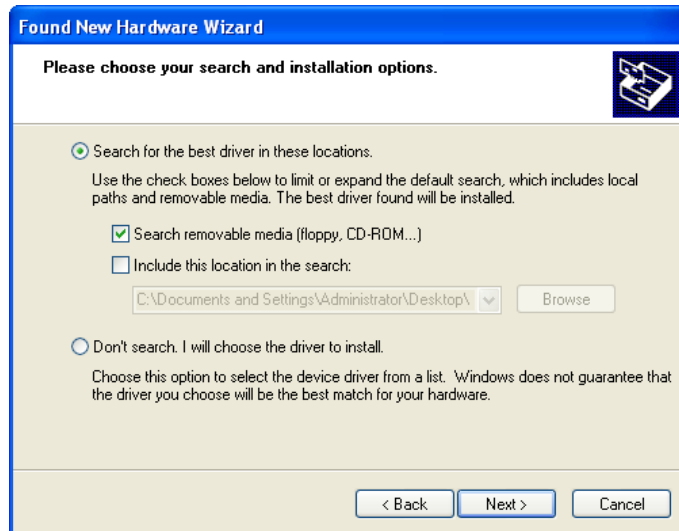 Found New Hardware Wizard
Please choose your search and installation options.
Search for the best driver in these locations.
Use the check boxes below to limit or expand the default search, which includes local
paths and removable media. The best driver found will be installed.
Search removable media (floppy, CD-ROM...)
Include this location in the search:
C:\Documents and Settings\Administrator\Desktop\
Browse
Don't search. I will choose the driver to install.
Choose this option to select the device driver from a list.  Windows does not guarantee that
the driver you choose will be the best match for your hardware.
< Back
Next >
Cancel